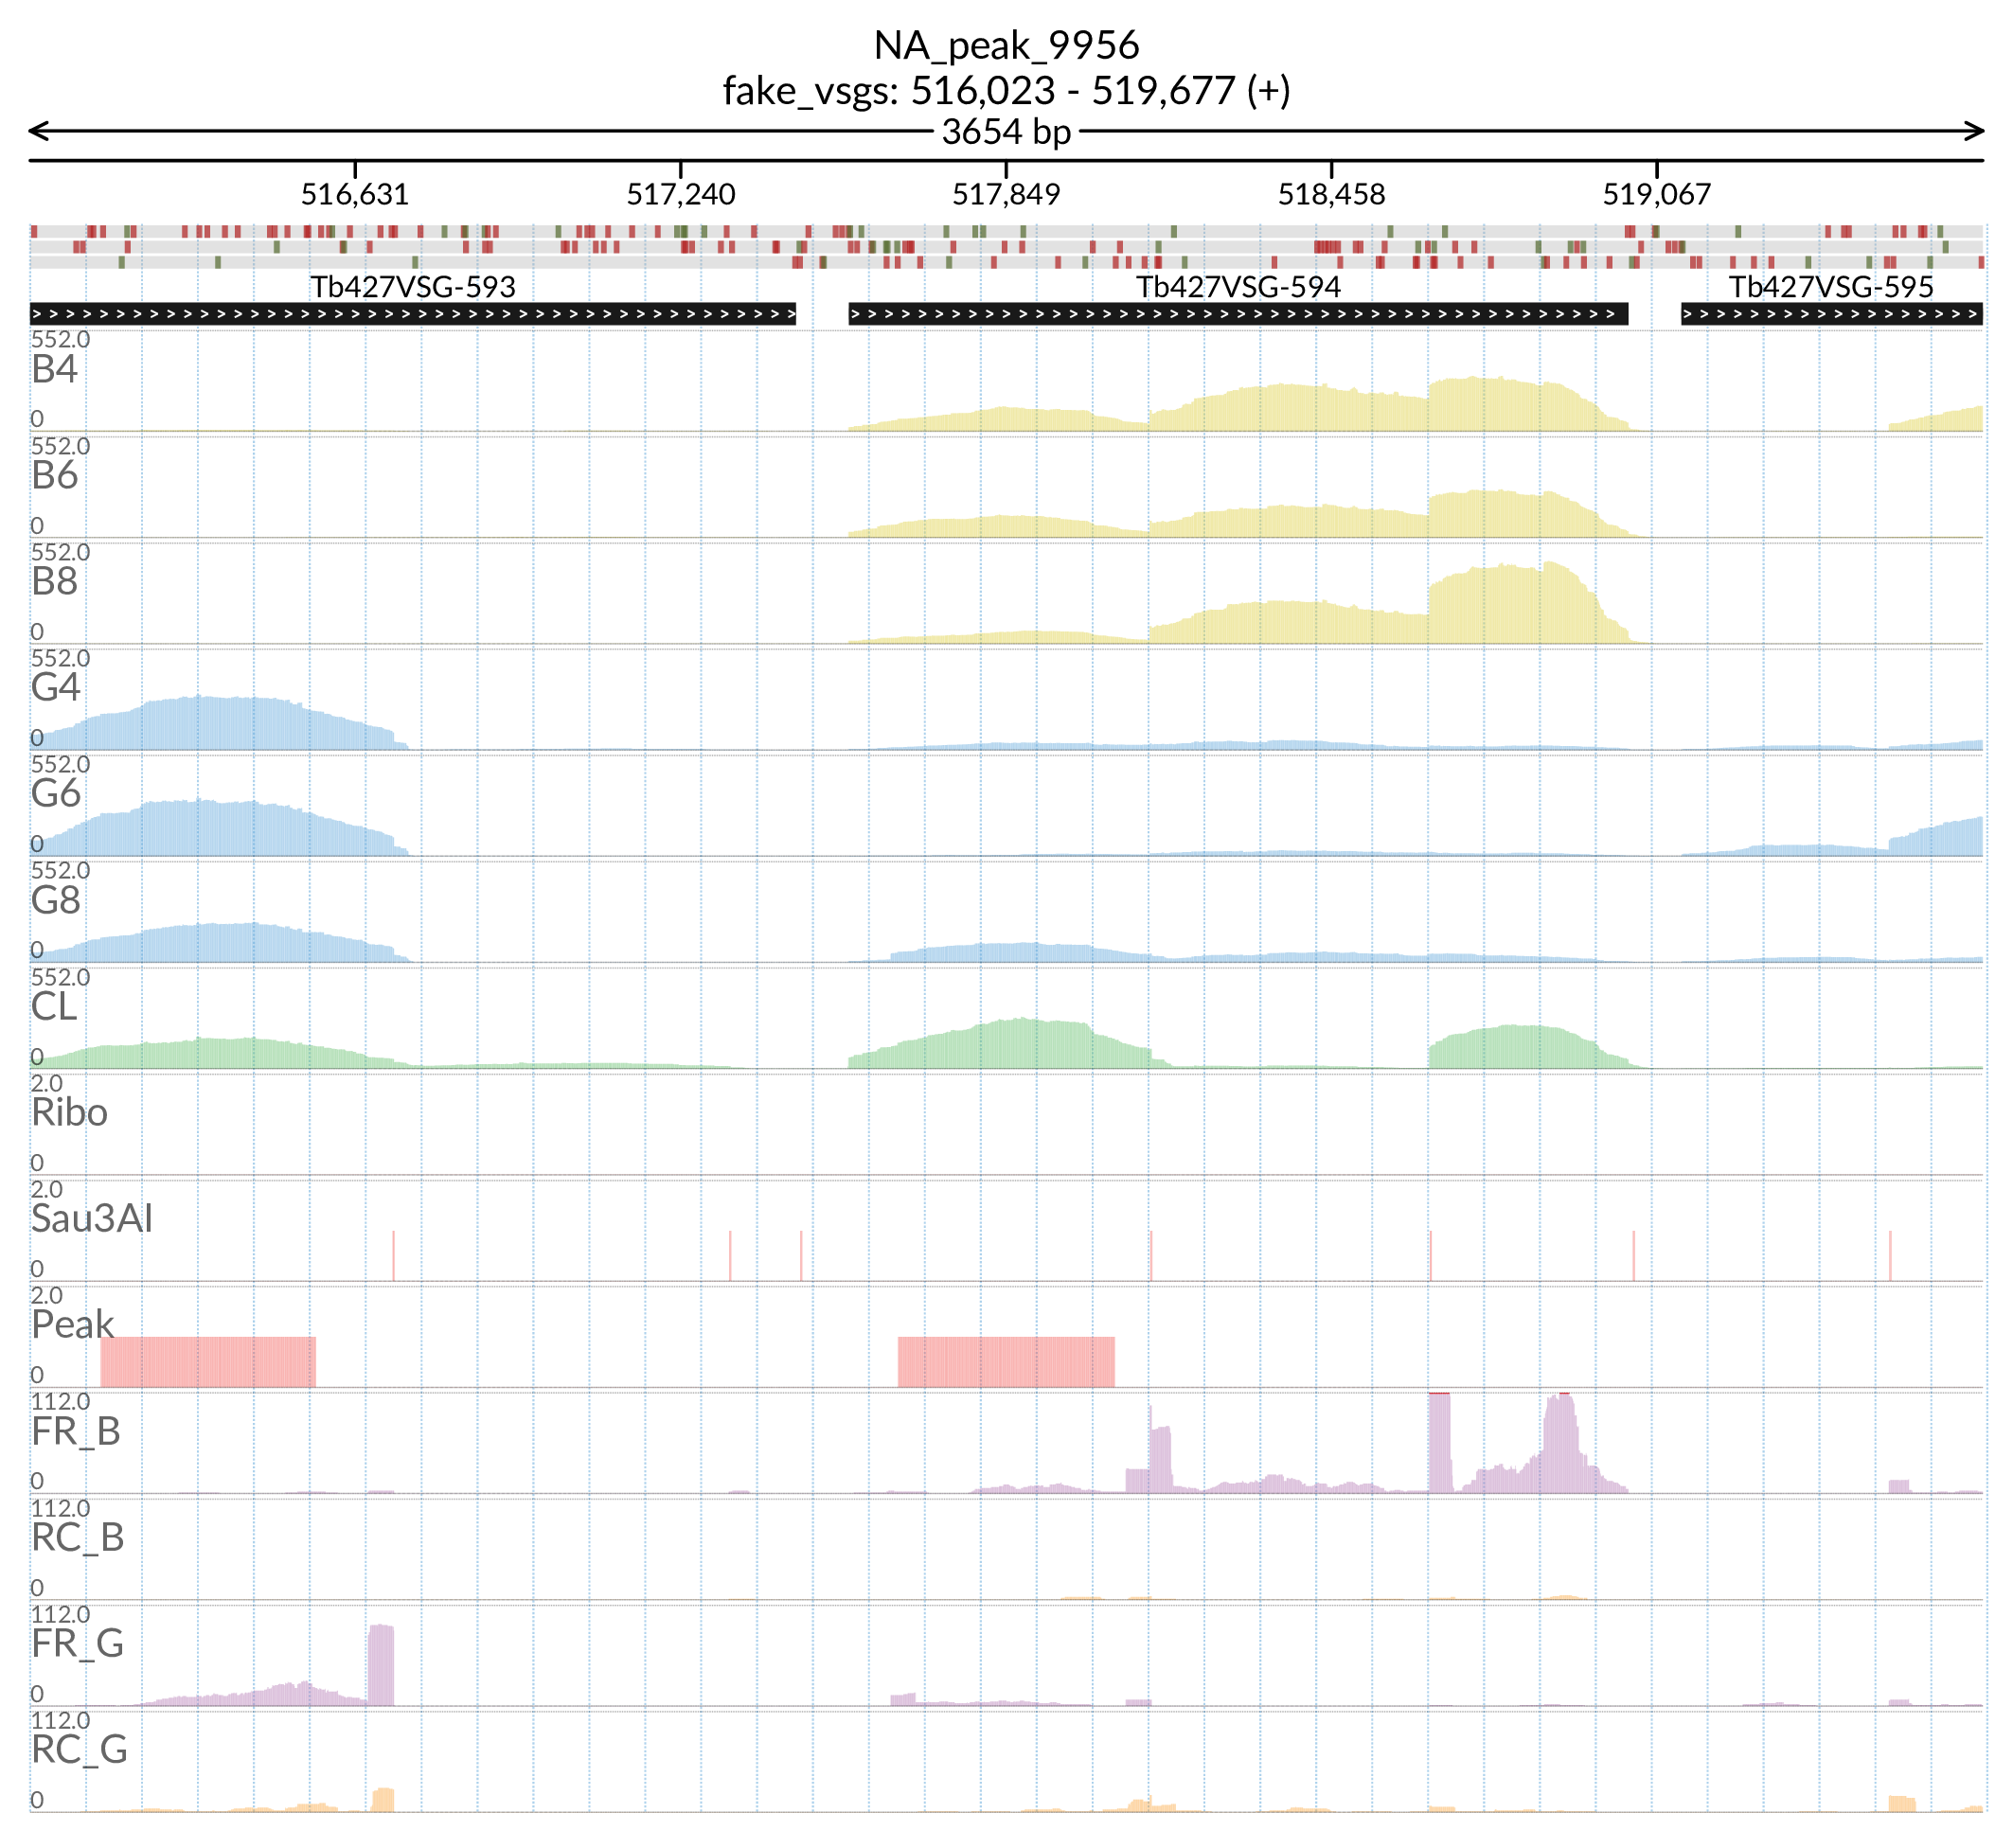 NA_peak_9956
fake_vsgs: 516,023 - 519,677 (+)
3654 bp
516,631 517,240 517,849 518,458 519,067
Tb427VSG-593 Tb427VSG-594 Tb427VSG-595
552.0
B4
0
552.0
B6
0
552.0
B8
0
552.0
G4
0
552.0
G6
0
552.0
G8
0
552.0
CL
0
2.0
Ribo
0
2.0
Sau3AI
0
2.0
Peak
0
112.0
FR_B
0
112.0
RC_B
0
112.0
FR_G
0
112.0
RC_G
0